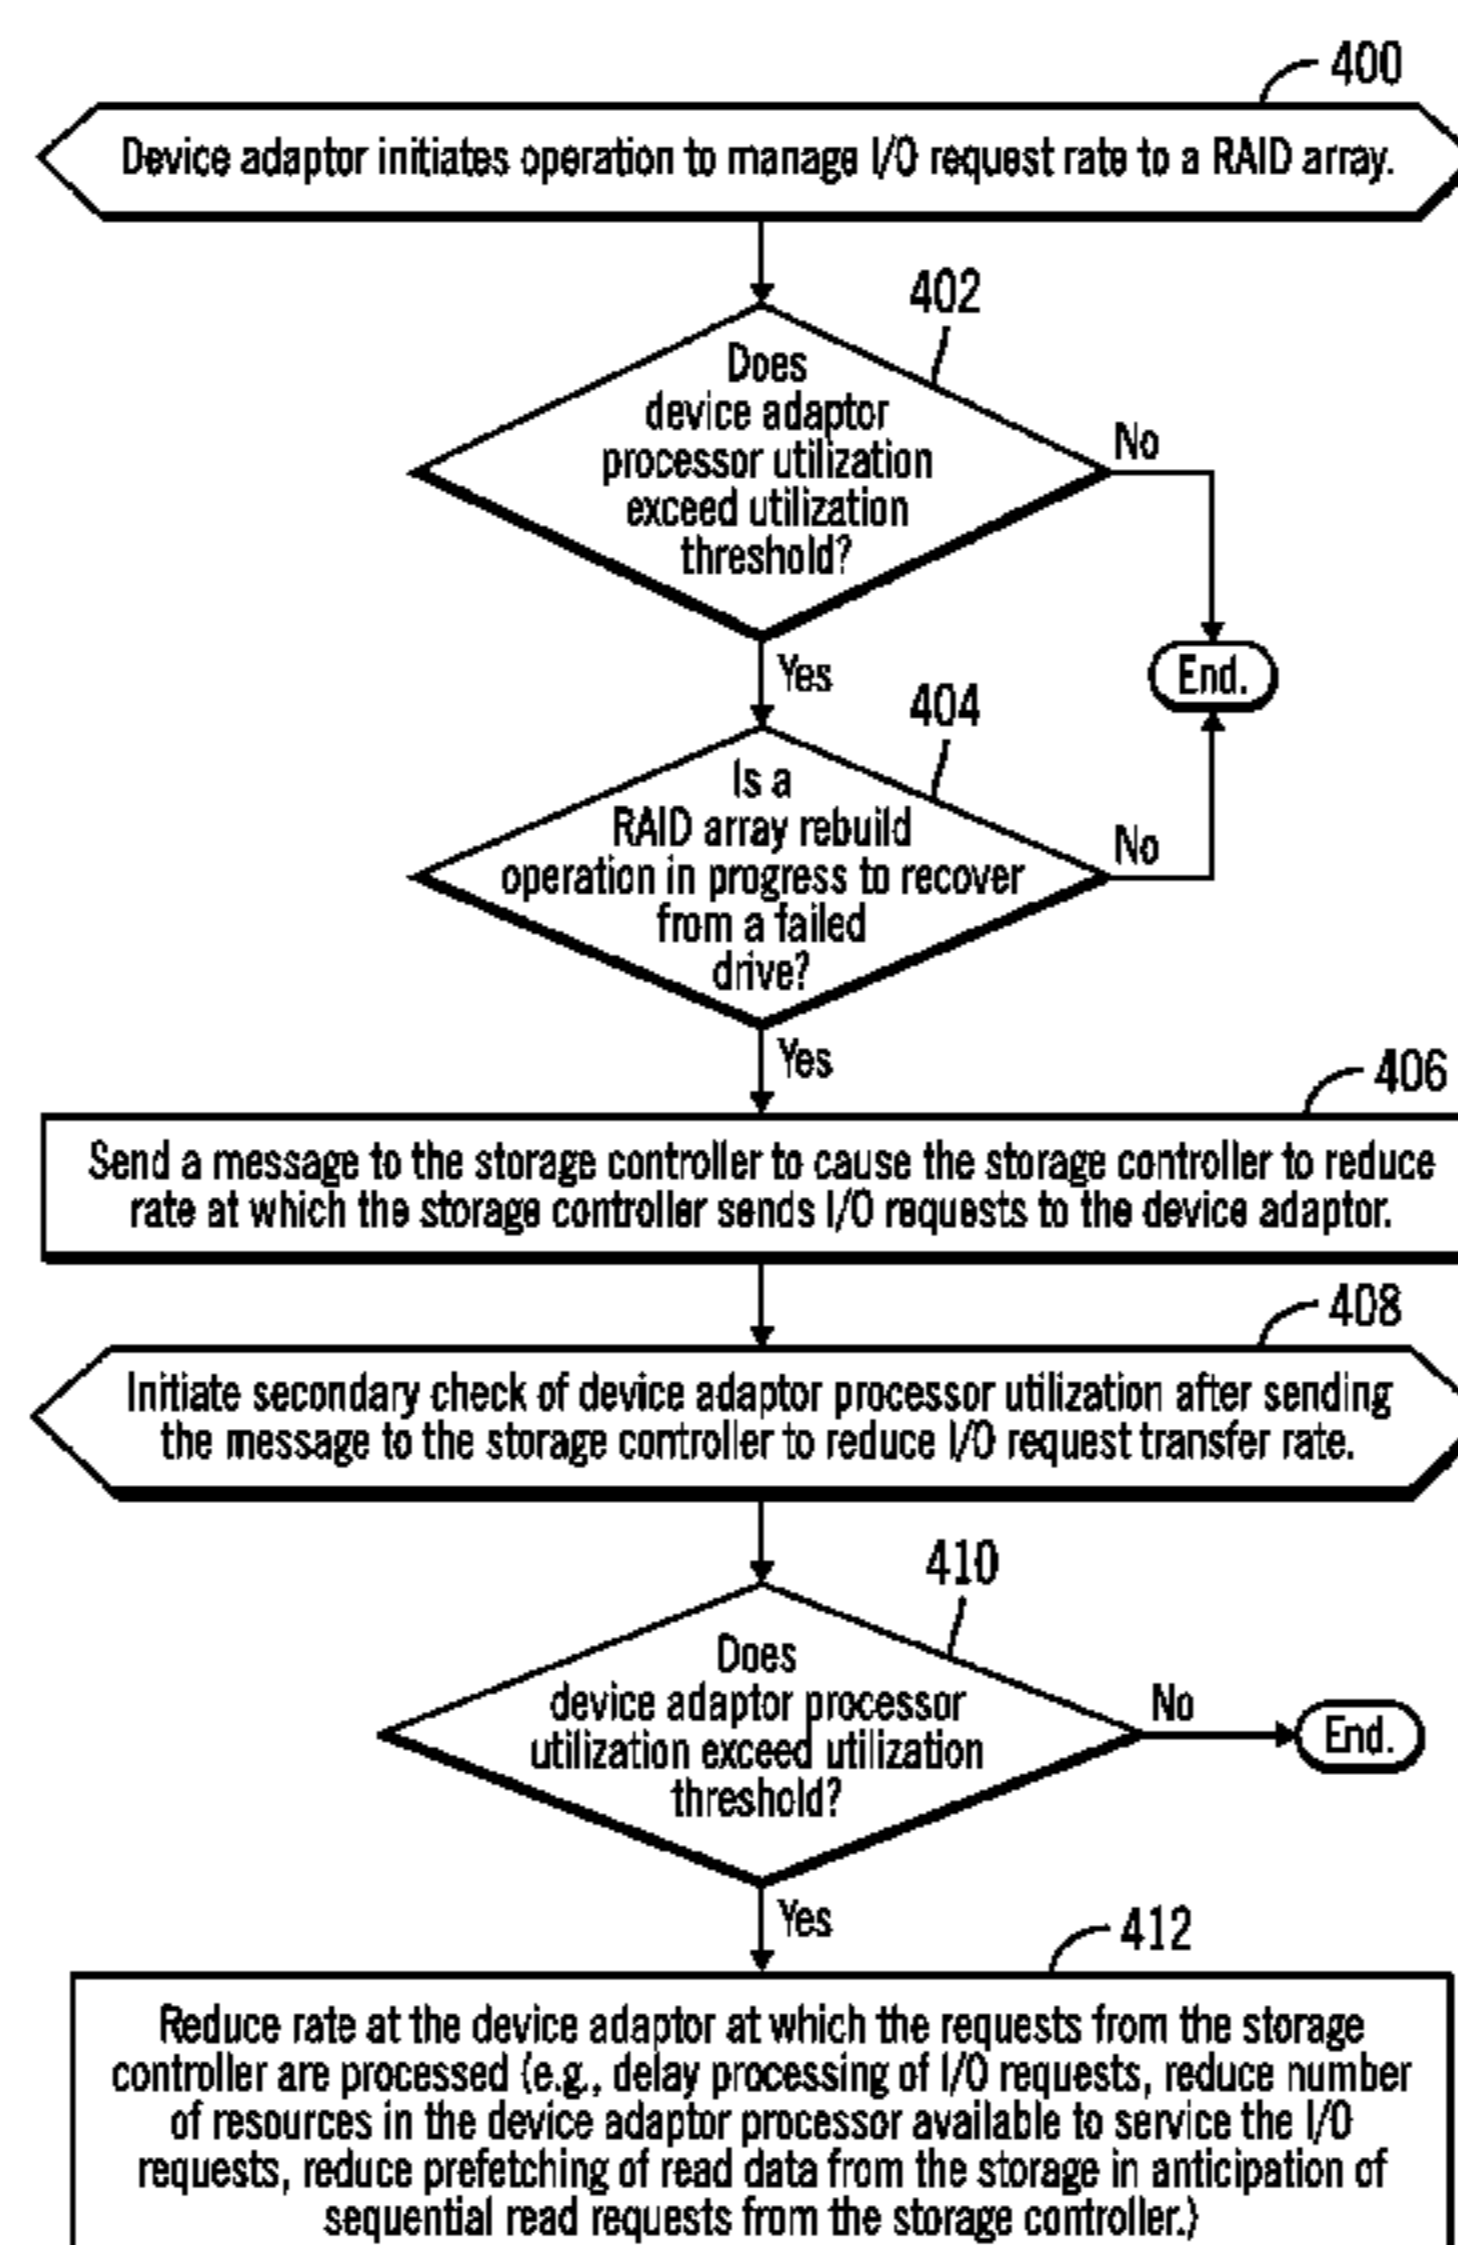 400
Device adaptor initiates operation to manage I/O request rate to a RAID array.
402
Does
device adaptor
processor utilization
exceed utilization
threshold?
No
End.
Yes
404
Is a
RAID array rebuild
operation in progress to recover
from a failed
drive?
No
Yes
406
Send a message to the storage controller to cause the storage controller to reduce
rate at which the storage controller sends I/O requests to the device adaptor.
408
Initiate secondary check of device adaptor processor utilization after sending
the message to the storage controller to reduce I/O request transfer rate.
410
Does
device adaptor processor
utilization exceed utilization
threshold?
No
End.
Yes
412
Reduce rate at the device adaptor at which the requests from the storage
controller are processed (e.g., delay processing of I/O requests, reduce number
of resources in the device adaptor processor available to service the I/O
requests, reduce prefetching of read data from the storage in anticipation of
sequential read requests from the storage controller.)